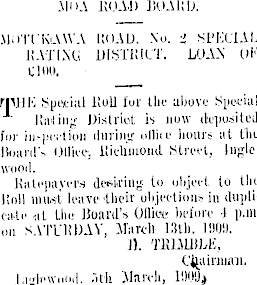 MOA ROAD BOARD.
MOTUKAWA ROAD. No. 2 SPECIAL
RATING DISTRICT. LOAN OF
£100.
THE Special Roll for the above Special
Rating District is now deposited
for inspection during office hours at the
Board's Office, Richmond Street, Ingle
wood.
Ratepayers desiring to object to the
Roll must leave their objections in dupli
cate at the Board's Office before 4 p.m
on SATURDAY, March 13th, 1909.
D. TRIMBLE,
Chairman.
Inglewood, 5th March, 1909,